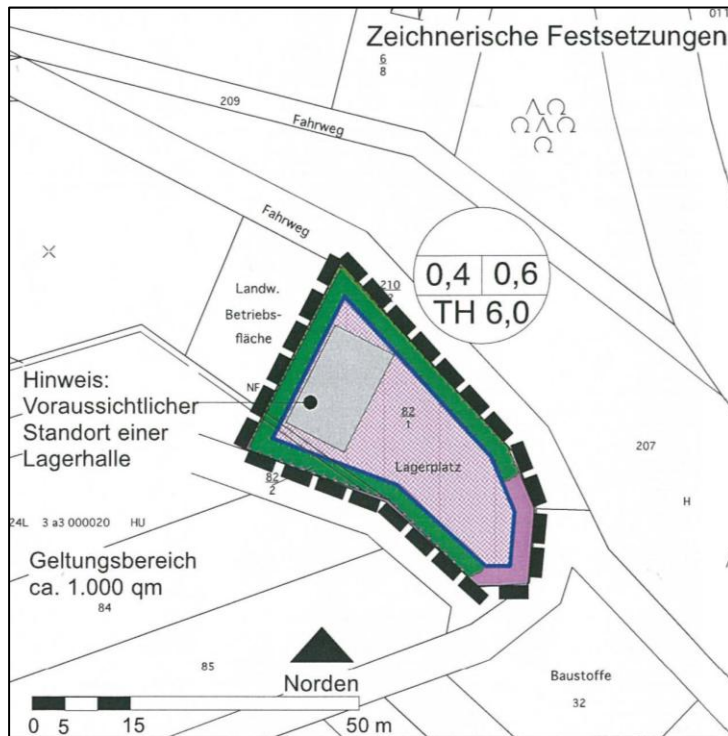 Zeichnerische Festsetzungen
6
8
209
Fahrweg
Fahrweg
0,4 0,6
TH 6,0
210
Landw.
Betriebs-
fläche
Hinweis:
Voraussichtlicher
Standort einer
Lagerhalle
NF
82
1
Lagerplatz
207
H
82
2
24L 3 a3 000020 HU
Geltungsbereich
ca. 1.000 qm
84
85
Norden
Baustoffe
32
0 5 15 50 m